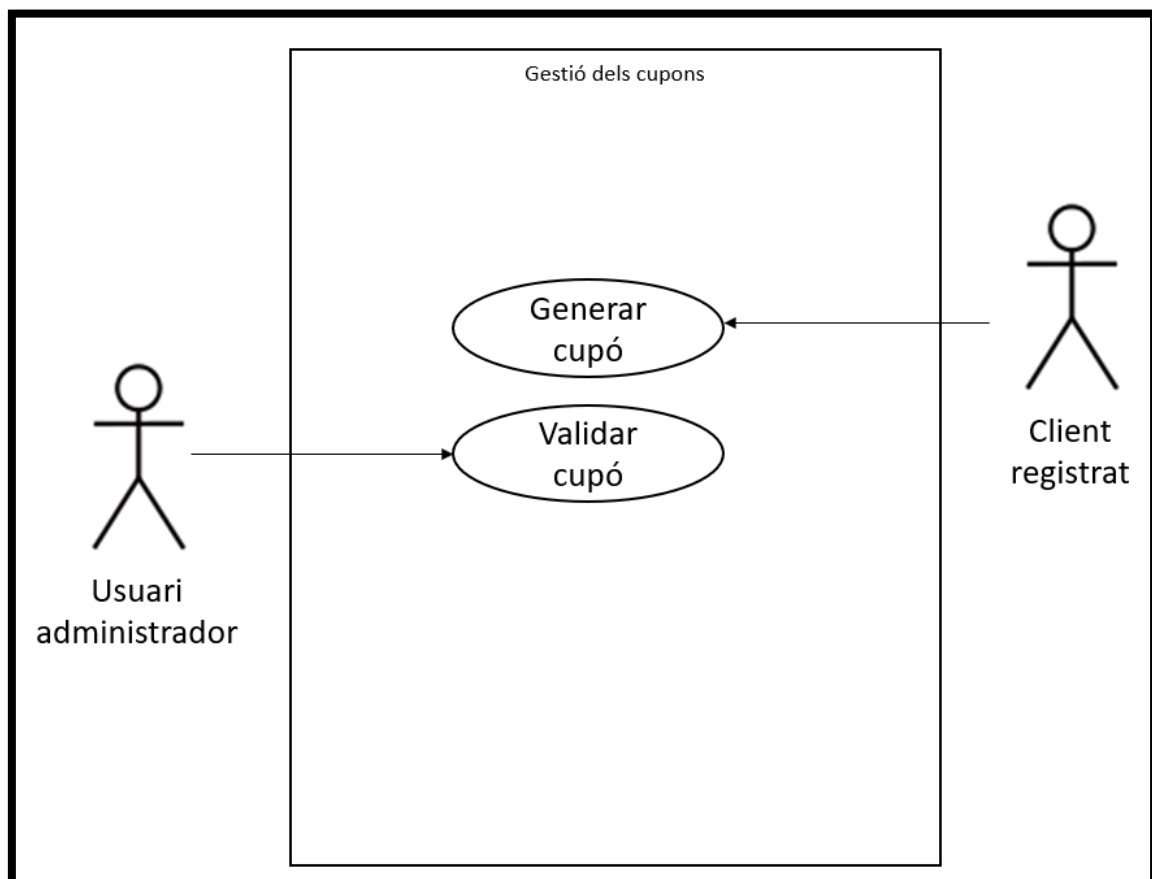 Gestió dels cupons
Generar
cupó
Client
registrat
Validar
cupó
Usuari
administrador